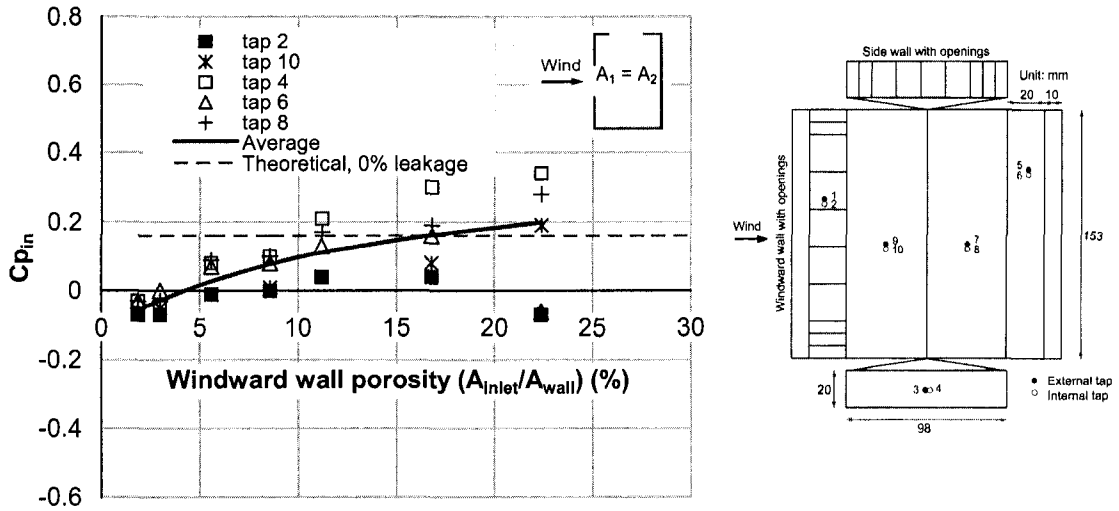 0.8
0.6
0.4
0.2
0
-0.2
-0.4
-0.6
Cp_in
tap 2
tap 10
tap 4
tap 6
tap 8
Average
Theoretical, 0% leakage
Wind
A₁ = A₂
0 5 10 15 20 25 30
Windward wall porosity (A_inlet/A_wall) (%)
Side wall with openings
Unit: mm
20 10
Windward wall with openings
Wind
1
2
5
6
9
10
7
8
153
20
3 4
98
External tap
Internal tap